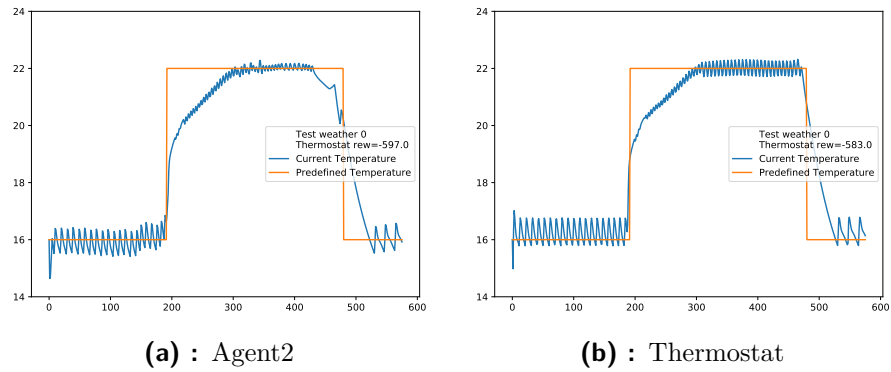 24
22
20
18
16
14
Test weather 0
Thermostat rew=-597.0
Current Temperature
Predefined Temperature
0 100 200 300 400 500 600
(a) : Agent2
24
22
20
18
16
14
Test weather 0
Thermostat rew=-583.0
Current Temperature
Predefined Temperature
0 100 200 300 400 500 600
(b) : Thermostat